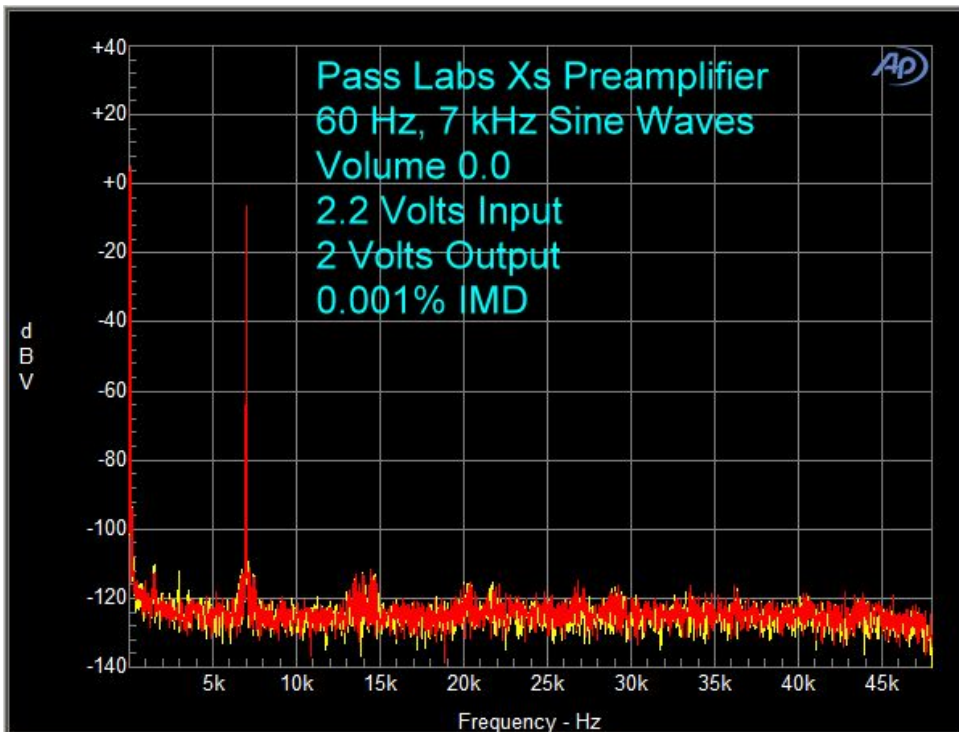 +40
Pass Labs Xs Preamplifier
AP
+20
60 Hz, 7 kHz Sine Waves
Volume 0.0
+0
2.2 Volts Input
-20
2 Volts Output
0.001% IMD
-40
d
B
V
-60
-80
-100
-120
-140
5k 10k 15k 20k 25k 30k 35k 40k 45k
Frequency - Hz